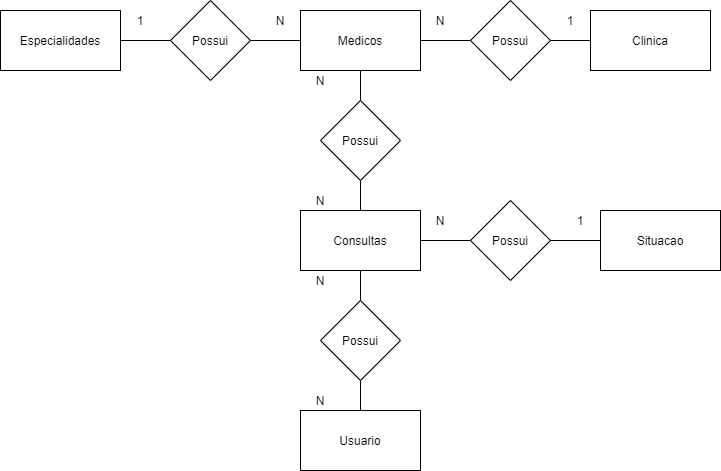 1
N
N
1
Especialidades
Possui
Medicos
Possui
Clinica
N
Possui
N
N
1
Consultas
Possui
Situacao
N
Possui
N
Usuario